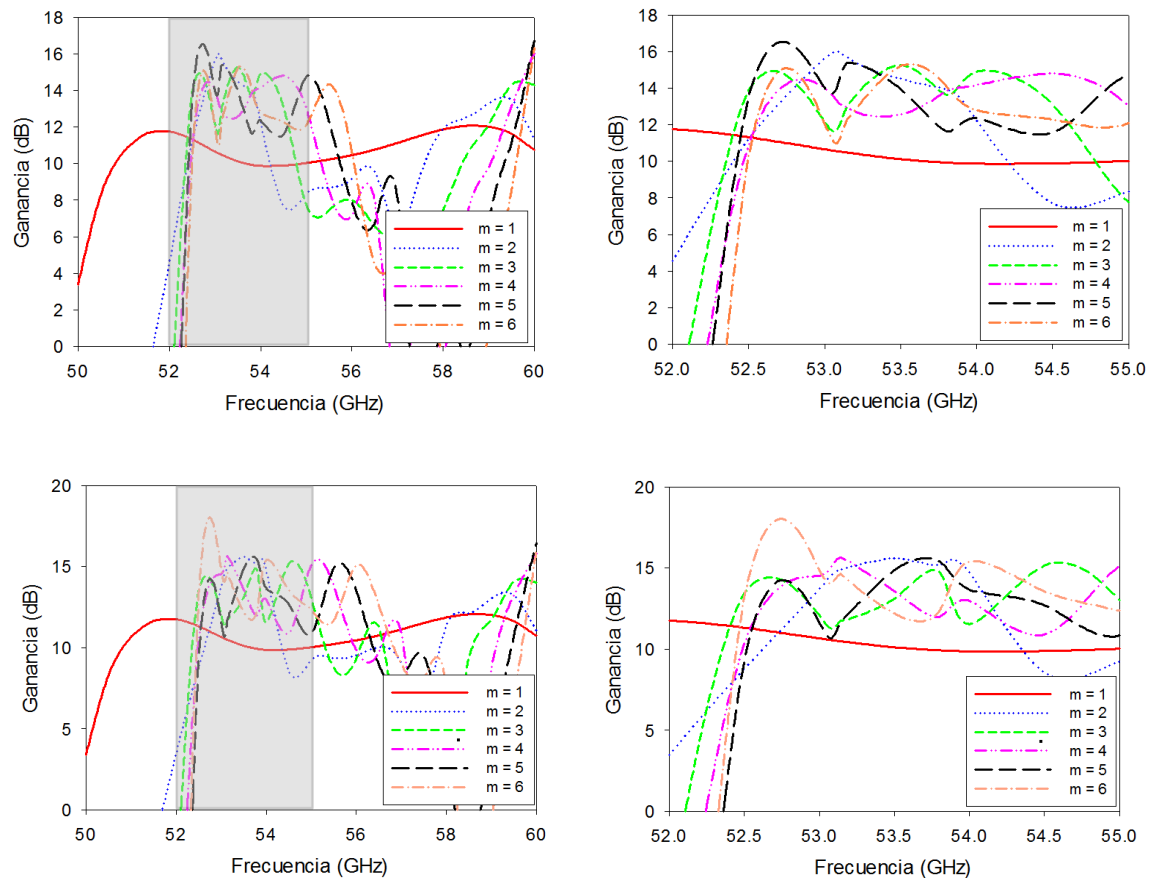 18
16
14
12
10
8
6
4
2
0
Ganancia (dB)
50 52 54 56 58 60
Frecuencia (GHz)
m = 1
m = 2
m = 3
m = 4
m = 5
m = 6
18
16
14
12
10
8
6
4
2
0
Ganancia (dB)
52.0 52.5 53.0 53.5 54.0 54.5 55.0
Frecuencia (GHz)
m = 1
m = 2
m = 3
m = 4
m = 5
m = 6
20
15
10
5
0
Ganancia (dB)
50 52 54 56 58 60
Frecuencia (GHz)
m = 1
m = 2
m = 3
m = 4
m = 5
m = 6
20
15
10
5
0
Ganancia (dB)
52.0 52.5 53.0 53.5 54.0 54.5 55.0
Frecuencia (GHz)
m = 1
m = 2
m = 3
m = 4
m = 5
m = 6